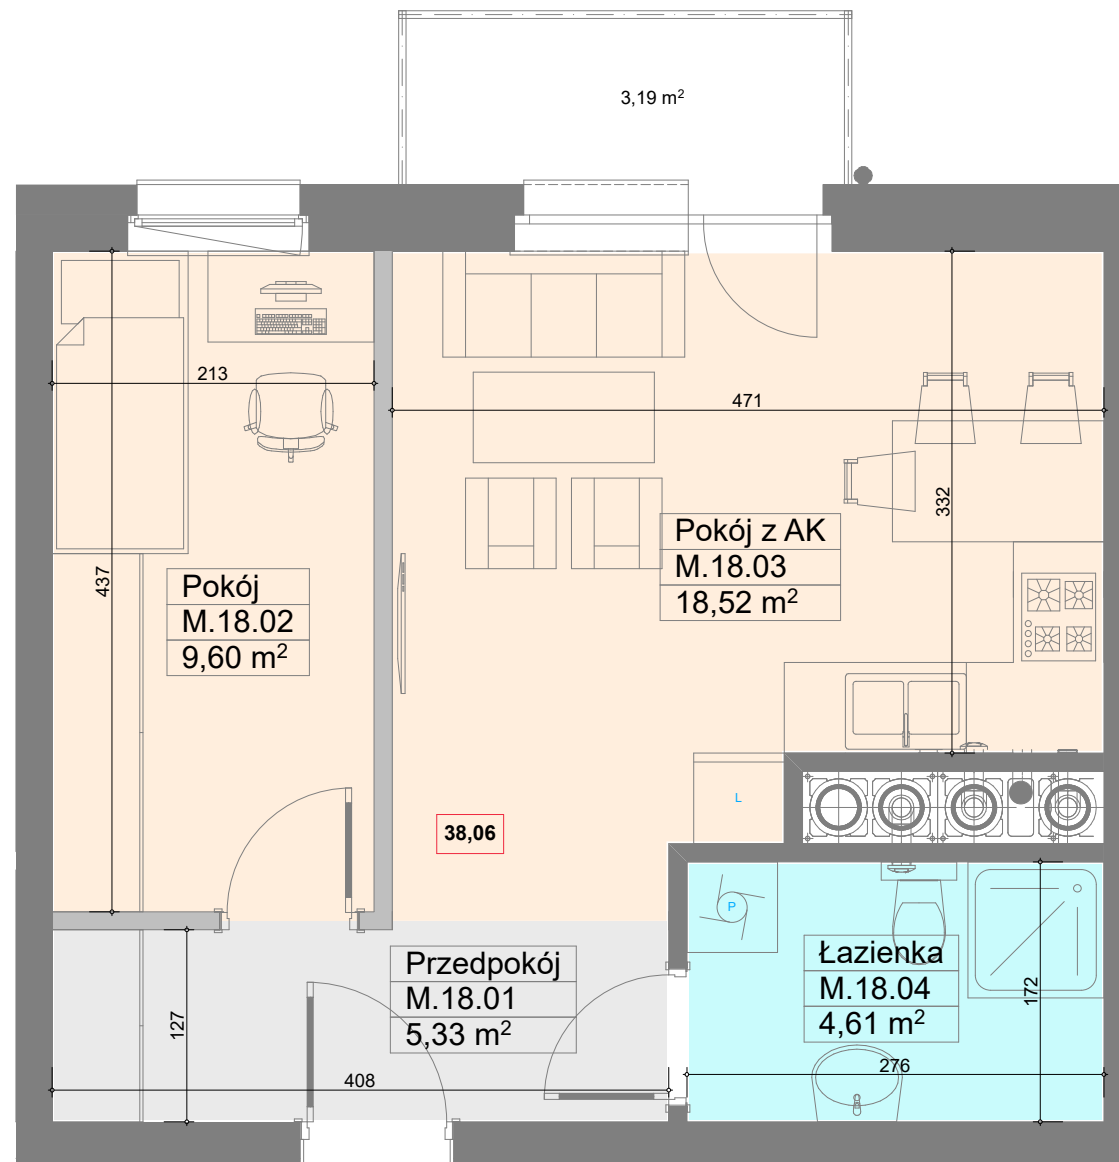 3,19 m²
213
471
332
437
Pokój z AK
M.18.03
18,52 m²
Pokój
M.18.02
9,60 m²
L
38,06
P
Przedpokój
M.18.01
5,33 m²
Łazienka
M.18.04
4,61 m²
172
127
408
276